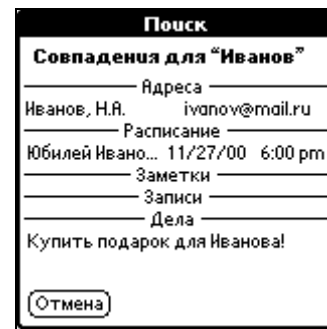 Поиск
Совпадения для “Иванов”
Адреса
Иванов, Н.А. ivanov@mail.ru
Расписание
Юбилей Ивано... 11/27/00 6:00 pm
Заметки
Записи
Дела
Купить подарок для Иванова!
Отмена